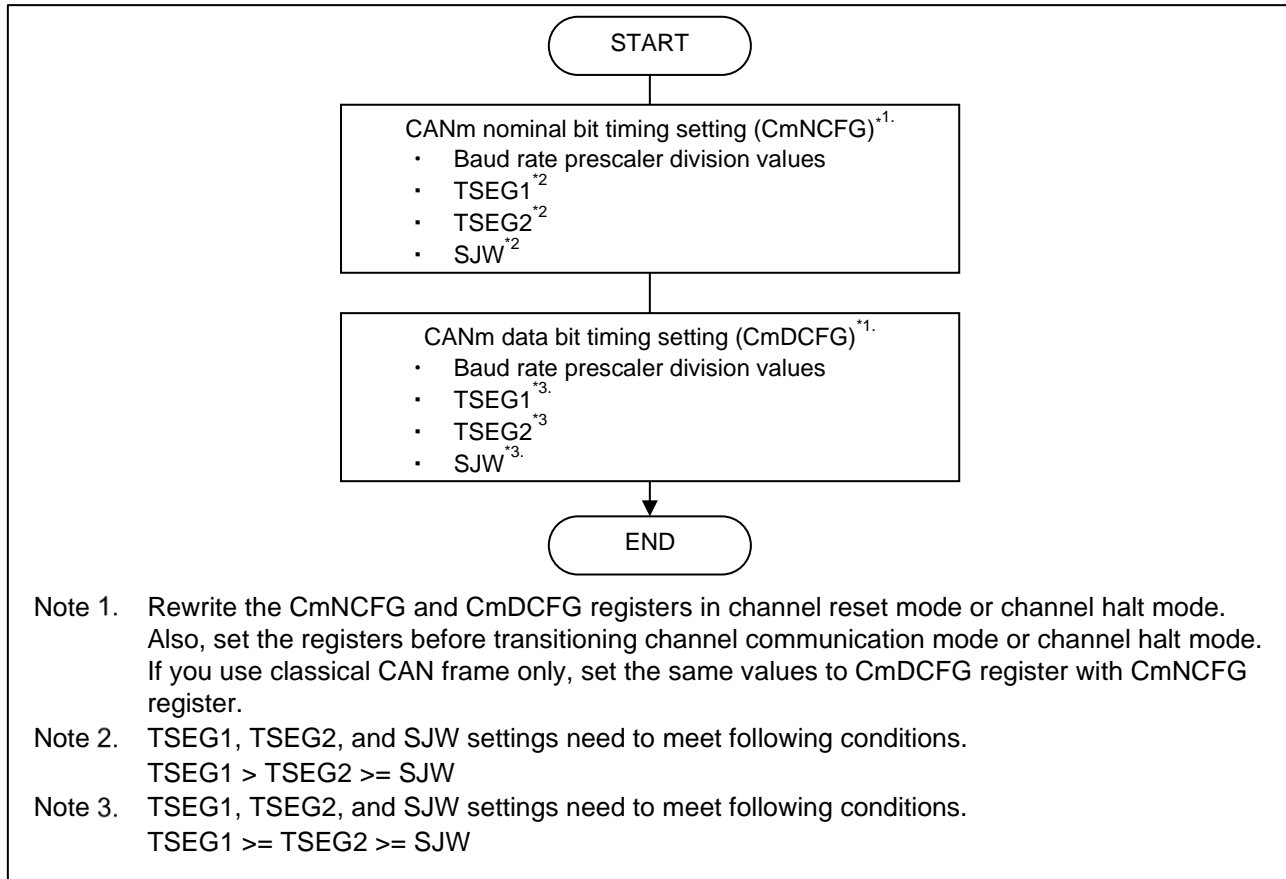 START
CANm nominal bit timing setting (CmNCFG)*1.
・ Baud rate prescaler division values
・ TSEG1*2
・ TSEG2*2
・ SJW*2
CANm data bit timing setting (CmDCFG)*1.
・ Baud rate prescaler division values
・ TSEG1*3.
・ TSEG2*3
・ SJW*3.
END
Note 1. Rewrite the CmNCFG and CmDCFG registers in channel reset mode or channel halt mode.
Also, set the registers before transitioning channel communication mode or channel halt mode.
If you use classical CAN frame only, set the same values to CmDCFG register with CmNCFG
register.
Note 2. TSEG1, TSEG2, and SJW settings need to meet following conditions.
TSEG1 > TSEG2 >= SJW
Note 3. TSEG1, TSEG2, and SJW settings need to meet following conditions.
TSEG1 >= TSEG2 >= SJW